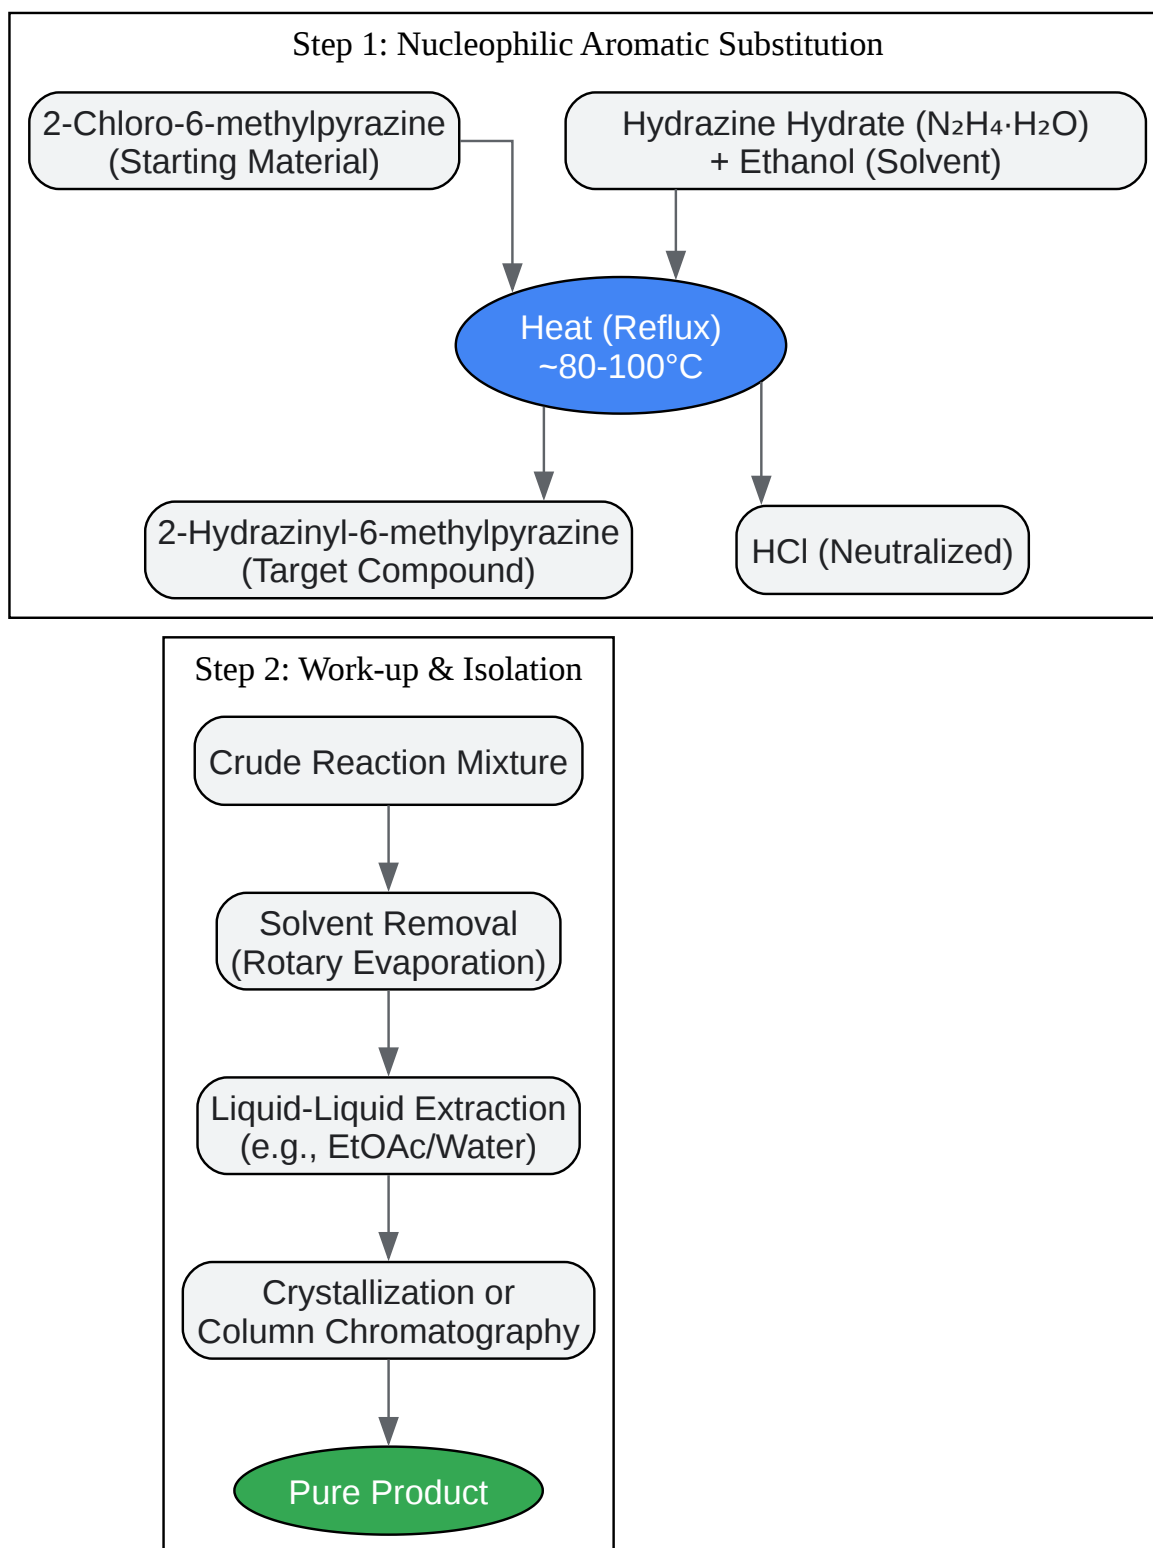 Step 1: Nucleophilic Aromatic Substitution
2-Chloro-6-methylpyrazine
(Starting Material)
Hydrazine Hydrate (N₂H₄·H₂O)
+ Ethanol (Solvent)
Heat (Reflux)
~80-100°C
2-Hydrazinyl-6-methylpyrazine
(Target Compound)
HCl (Neutralized)
Step 2: Work-up & Isolation
Crude Reaction Mixture
Solvent Removal
(Rotary Evaporation)
Liquid-Liquid Extraction
(e.g., EtOAc/Water)
Crystallization or
Column Chromatography
Pure Product